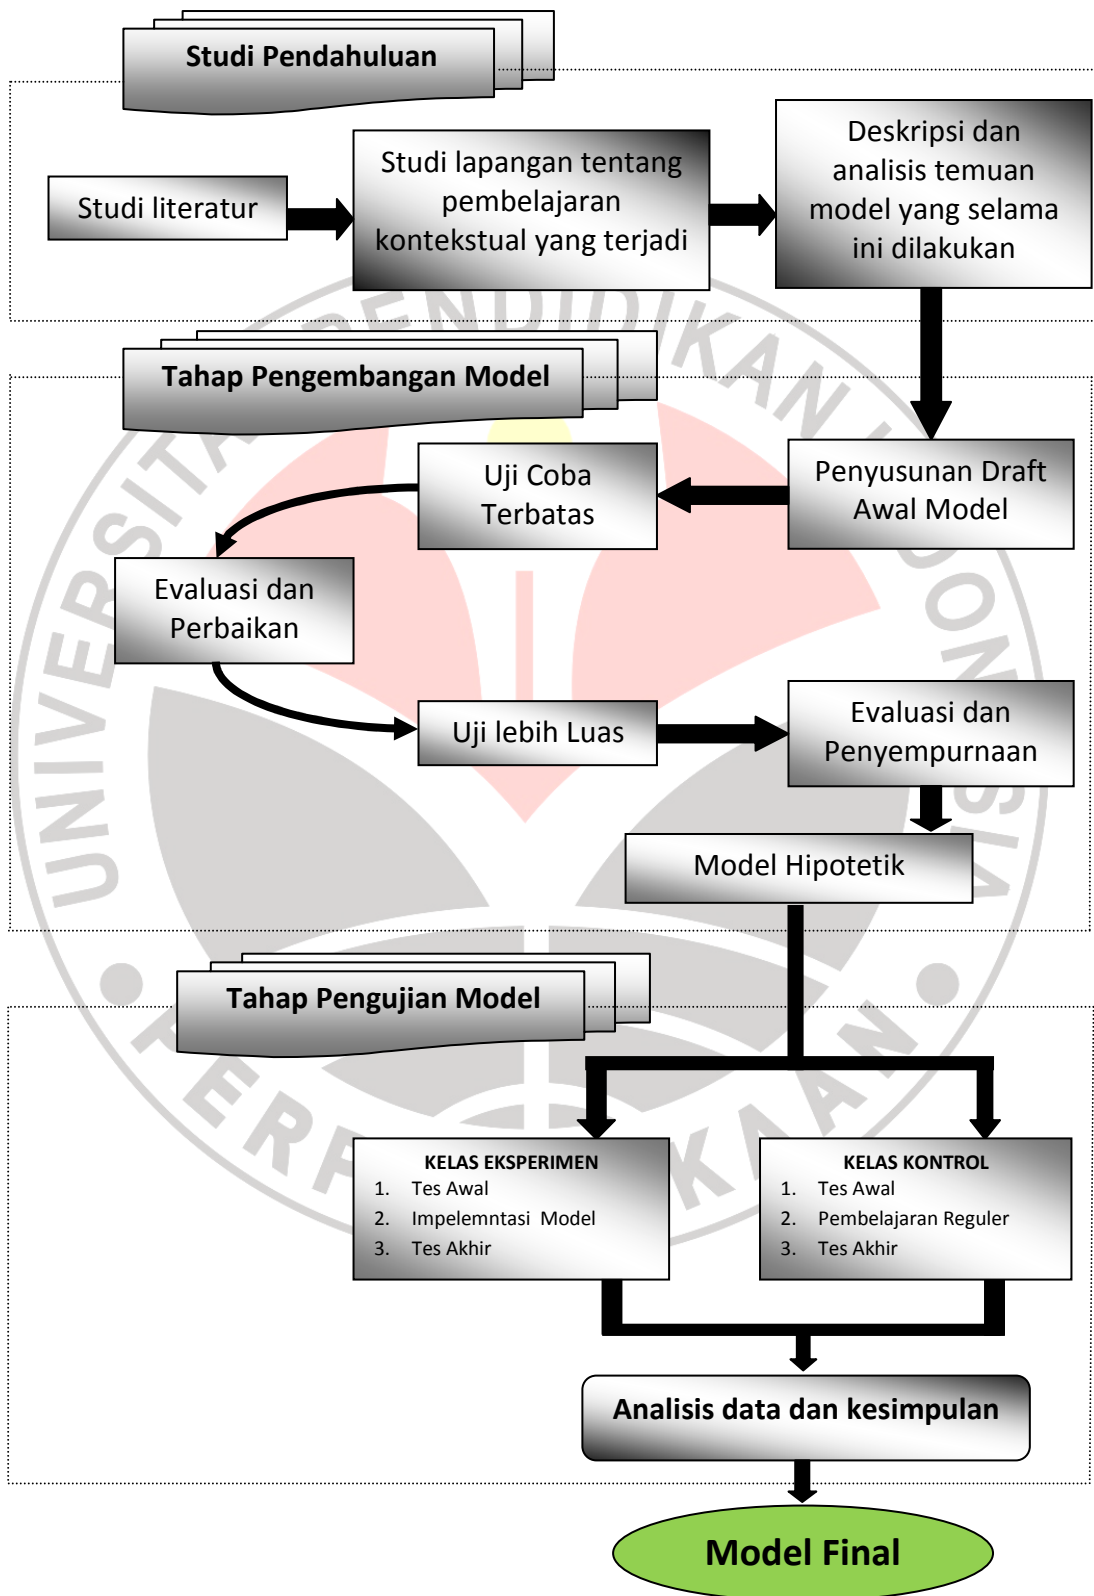 Studi Pendahuluan
Studi literatur
Studi lapangan tentang
pembelajaran
kontekstual yang terjadi
Deskripsi dan
analisis temuan
model yang selama
ini dilakukan
Tahap Pengembangan Model
Penyusunan Draft
Awal Model
Uji Coba
Terbatas
Evaluasi dan
Perbaikan
Uji lebih Luas
Evaluasi dan
Penyempurnaan
Model Hipotetik
Tahap Pengujian Model
KELAS EKSPERIMEN
1. Tes Awal
2. Impelemntasi Model
3. Tes Akhir
KELAS KONTROL
1. Tes Awal
2. Pembelajaran Reguler
3. Tes Akhir
Analisis data dan kesimpulan
Model Final